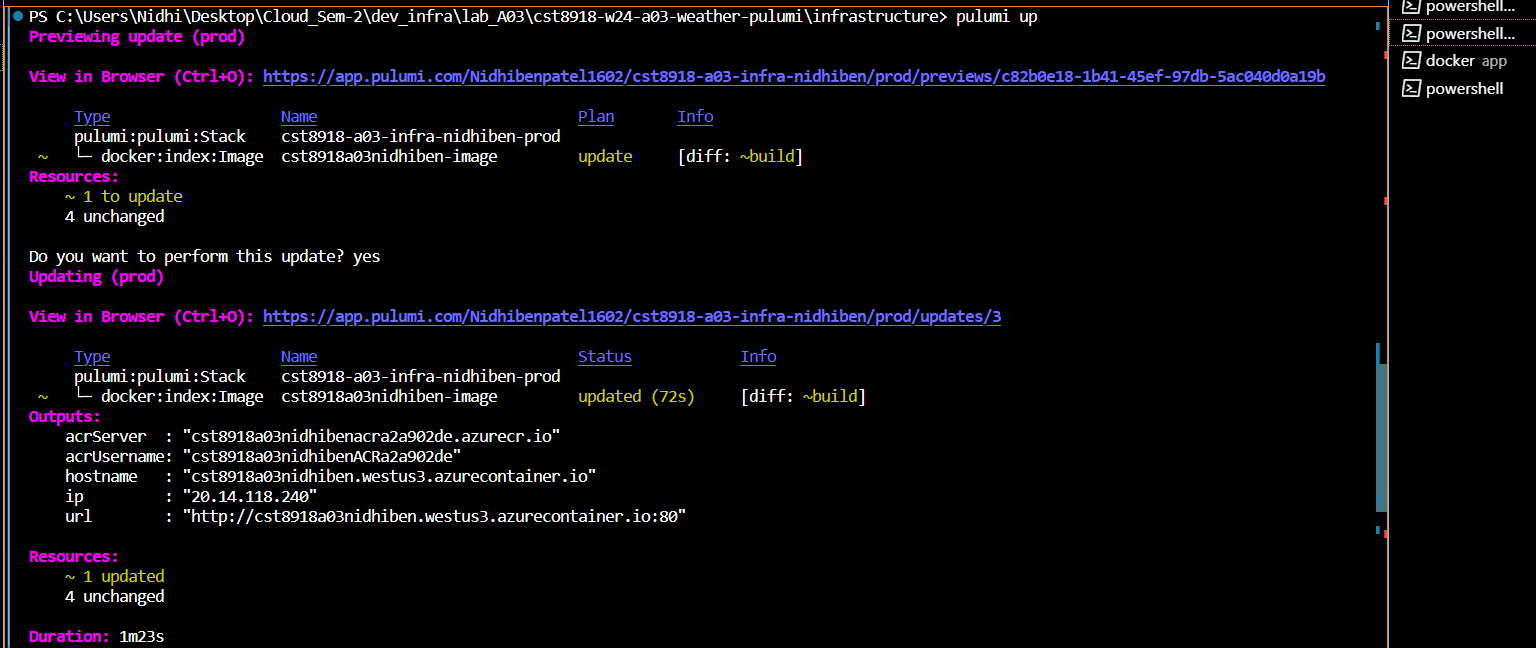 PS C:\Users\Nidhi\Desktop\Cloud_Sem-2\dev_infra\lab_A03\cst8918-w24-a03-weather-pulumi\infrastructure> pulumi up
Previewing update (prod)
View in Browser (Ctrl+O): https://app.pulumi.com/Nidhibenpatel1602/cst8918-a03-infra-nidhiben/prod/previews/c82b0e18-1b41-45ef-97db-5ac040d0a19b
Type Name Plan Info
pulumi:pulumi:Stack cst8918-a03-infra-nidhiben-prod
~ └─ docker:index:Image cst8918a03nidhiben-image update [diff: ~build]
Resources:
~ 1 to update
4 unchanged
Do you want to perform this update? yes
Updating (prod)
View in Browser (Ctrl+O): https://app.pulumi.com/Nidhibenpatel1602/cst8918-a03-infra-nidhiben/prod/updates/3
Type Name Status Info
pulumi:pulumi:Stack cst8918-a03-infra-nidhiben-prod
~ └─ docker:index:Image cst8918a03nidhiben-image updated (72s) [diff: ~build]
Outputs:
acrServer : "cst8918a03nidhibenacra2a902de.azurecr.io"
acrUsername: "cst8918a03nidhibenACRa2a902de"
hostname : "cst8918a03nidhiben.westus3.azurecontainer.io"
ip : "20.14.118.240"
url : "http://cst8918a03nidhiben.westus3.azurecontainer.io:80"
Resources:
~ 1 updated
4 unchanged
Duration: 1m23s
powershell...
powershell...
docker app
powershell